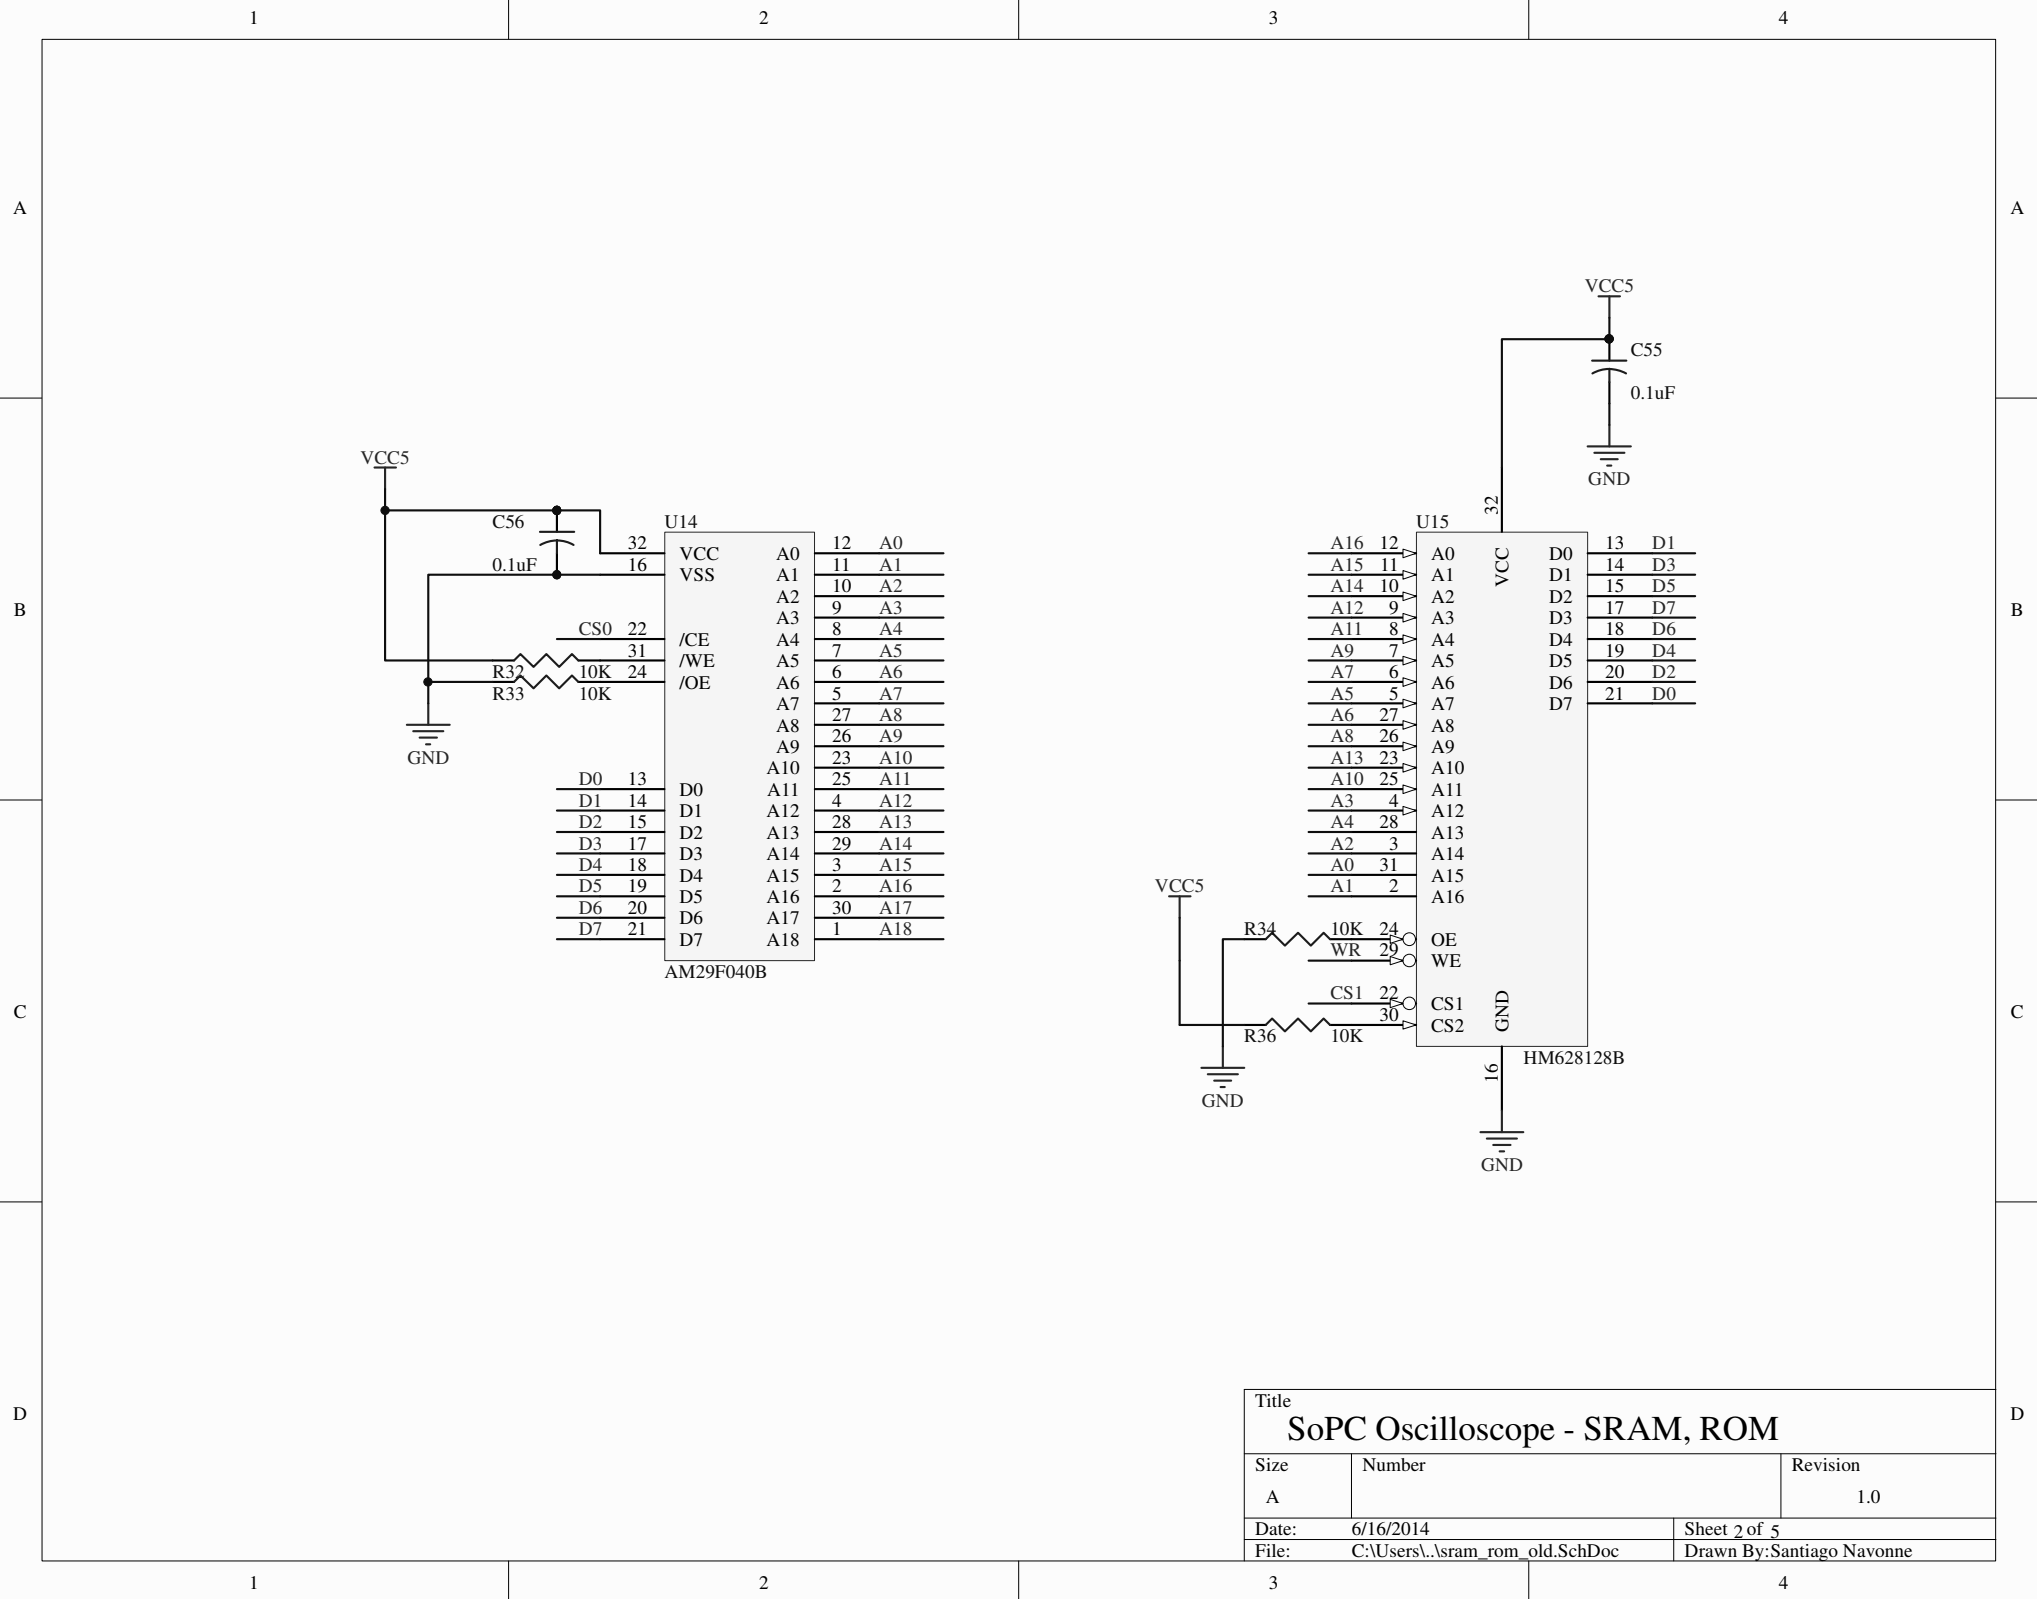 1 2 3 4
A A
B B
C C
D D
VCC5
C56
0.1uF
U14
32 VCC
16 VSS
CS0 22 /CE
R32 10K 31 /WE
R33 10K 24 /OE
GND
D0 13 D0
D1 14 D1
D2 15 D2
D3 17 D3
D4 18 D4
D5 19 D5
D6 20 D6
D7 21 D7
A0 12 A0
A1 11 A1
A2 10 A2
A3 9 A3
A4 8 A4
A5 7 A5
A6 6 A6
A7 5 A7
A8 27 A8
A9 26 A9
A10 23 A10
A11 25 A11
A12 4 A12
A13 28 A13
A14 29 A14
A15 3 A15
A16 2 A16
A17 30 A17
A18 1 A18
AM29F040B
VCC5
C55
0.1uF
GND
32
VCC
U15
A16 12 A0
A15 11 A1
A14 10 A2
A12 9 A3
A11 8 A4
A9 7 A5
A7 6 A6
A5 5 A7
A6 27 A8
A8 26 A9
A13 23 A10
A10 25 A11
A3 4 A12
A4 28 A13
A2 3 A14
A0 31 A15
A1 2 A16
VCC5
R34 10K 24 OE
WR 29 WE
CS1 22 CS1
R36 10K 30 CS2
GND
D0 13 D1
D1 14 D3
D2 15 D5
D3 17 D7
D4 18 D6
D5 19 D4
D6 20 D2
D7 21 D0
GND
16
HM628128B
GND
Title
SoPC Oscilloscope - SRAM, ROM
Size Number Revision
A 1.0
Date: 6/16/2014 Sheet 2 of 5
File: C:\Users\..\sram_rom_old.SchDoc Drawn By:Santiago Navonne
1 2 3 4